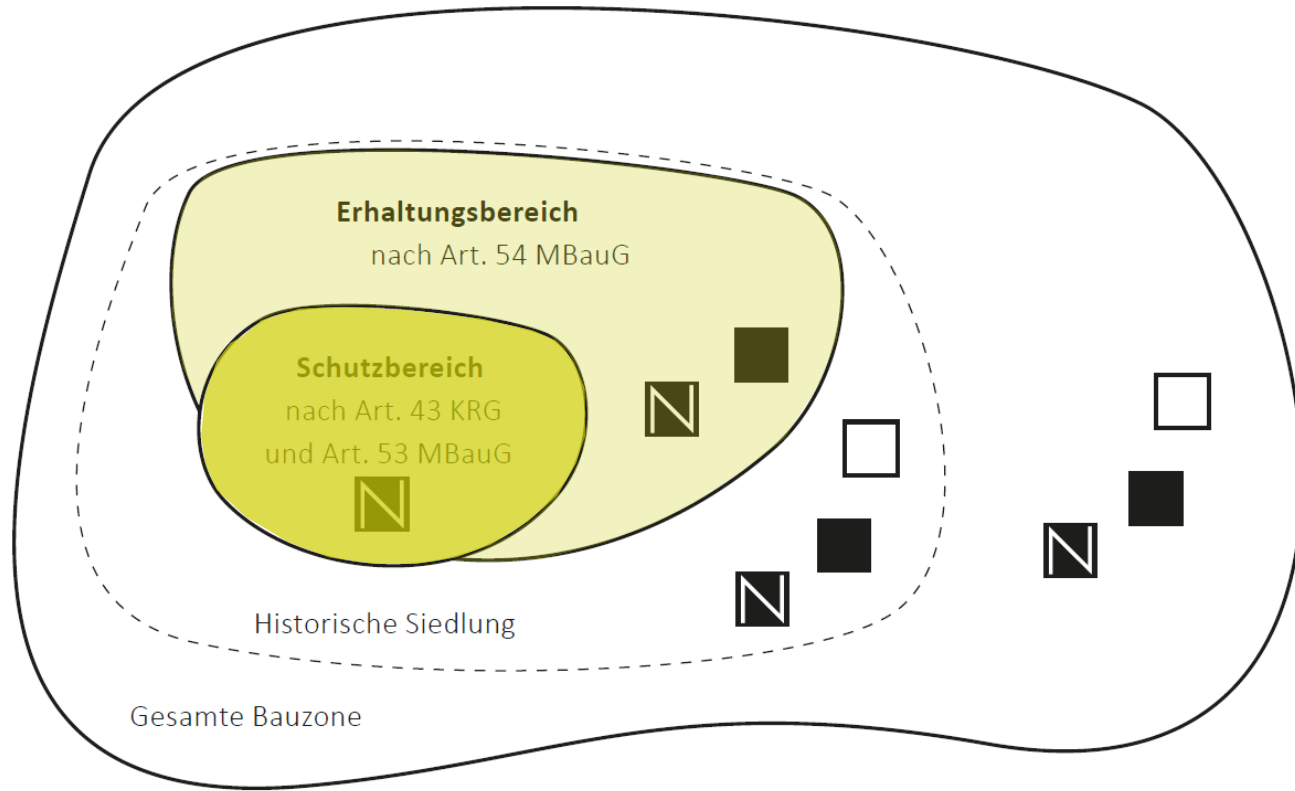 Erhaltungsbereich
nach Art. 54 MBauG
Schutzbereich
nach Art. 43 KRG
und Art. 53 MBauG
N
N
N
N
Historische Siedlung
Gesamte Bauzone